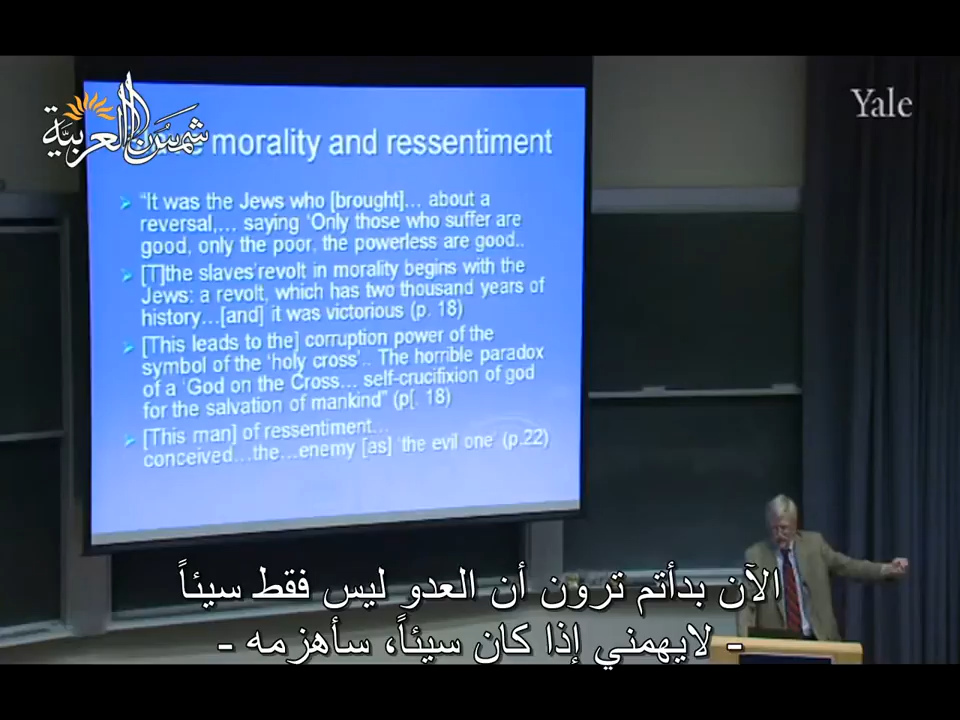 شمس العربية
Yale
morality and ressentiment
"It was the Jews who [brought]... about a
reversal,... saying 'Only those who suffer are
good, only the poor, the powerless are good..
[T]the slaves'revolt in morality begins with the
Jews: a revolt, which has two thousand years of
history...[and] it was victorious (p. 18)
[This leads to the] corruption power of the
symbol of the 'holy cross'.. The horrible paradox
of a 'God on the Cross... self-crucifixion of god
for the salvation of mankind" (p[. 18)
[This man] of ressentiment...
conceived...the...enemy [as] 'the evil one' (p.22)
الآن بدأتم ترون أن العدو ليس فقط سيئاً
- لايهمني إذا كان سيئاً، سأهزمه -